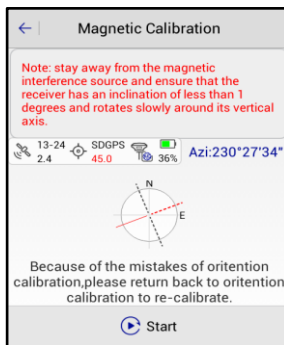 Magnetic Calibration
Note: stay away from the magnetic
interference source and ensure that the
receiver has an inclination of less than 1
degrees and rotates slowly around its vertical
axis.
13-24 SDGPS Azi:230°27'34"
2.4 45.0 36%
N
E
Because of the mistakes of oritention
calibration,please return back to oritention
calibration to re-calibrate.
Start